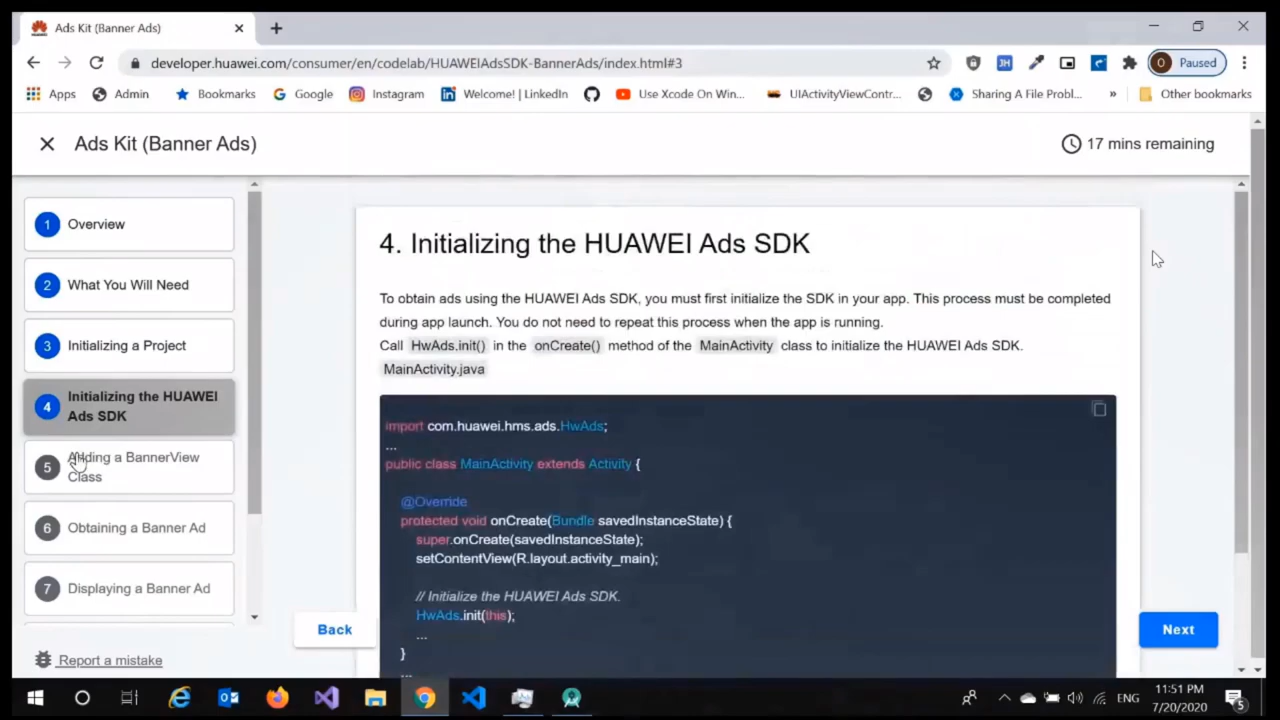 Ads Kit (Banner Ads)
developer.huawei.com/consumer/en/codelab/HUAWEIAdsSDK-BannerAds/index.html#3
O Paused
Apps Admin Bookmarks Google Instagram Welcome! | LinkedIn Use Xcode On Win... UIActivityViewContr... Sharing A File Probl... » Other bookmarks
Ads Kit (Banner Ads)
17 mins remaining
1 Overview
2 What You Will Need
3 Initializing a Project
4 Initializing the HUAWEI
Ads SDK
5 Adding a BannerView
Class
6 Obtaining a Banner Ad
7 Displaying a Banner Ad
Report a mistake
4. Initializing the HUAWEI Ads SDK
To obtain ads using the HUAWEI Ads SDK, you must first initialize the SDK in your app. This process must be completed
during app launch. You do not need to repeat this process when the app is running.
Call HwAds.init() in the onCreate() method of the MainActivity class to initialize the HUAWEI Ads SDK.
MainActivity.java
import com.huawei.hms.ads.HwAds;
...
public class MainActivity extends Activity {
@Override
protected void onCreate(Bundle savedInstanceState) {
super.onCreate(savedInstanceState);
setContentView(R.layout.activity_main);
// Initialize the HUAWEI Ads SDK.
HwAds.init(this);
...
}
...
Back
Next
ENG
11:51 PM
7/20/2020
5